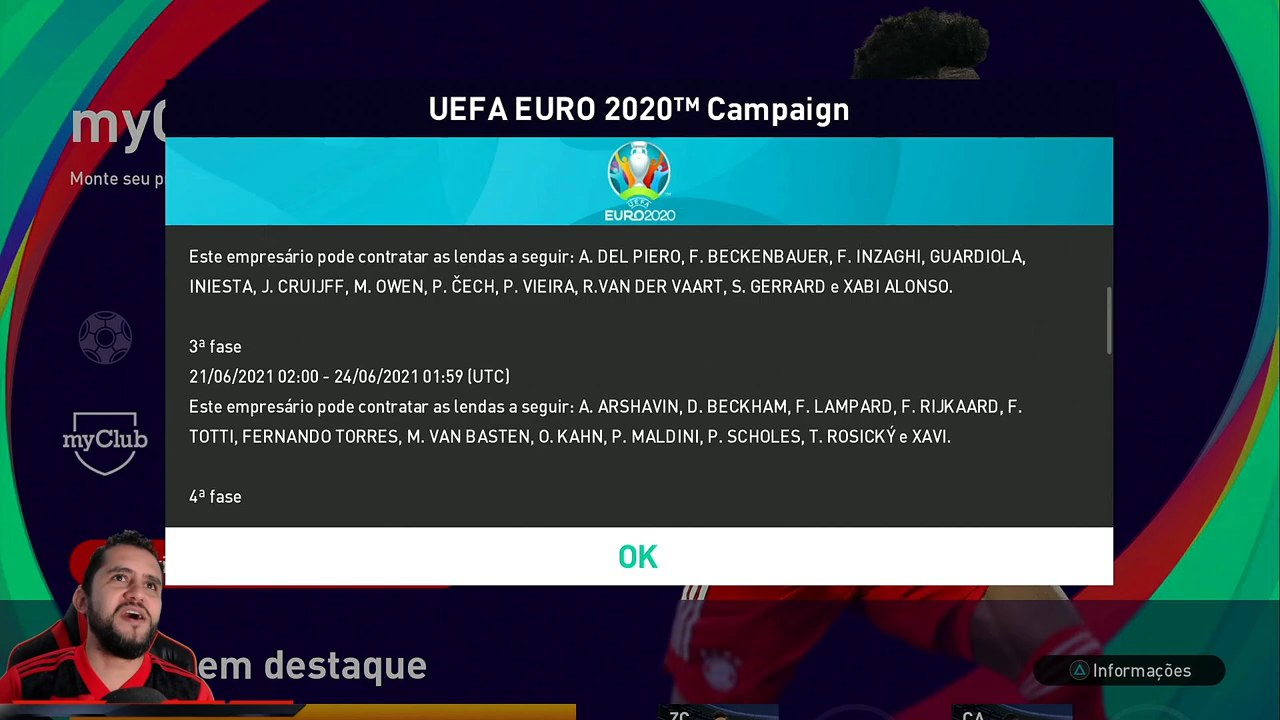 UEFA EURO 2020™ Campaign
my
Monte seu p
UEFA
EURO2020
Este empresário pode contratar as lendas a seguir: A. DEL PIERO, F. BECKENBAUER, F. INZAGHI, GUARDIOLA,
INIESTA, J. CRUIJFF, M. OWEN, P. ČECH, P. VIEIRA, R.VAN DER VAART, S. GERRARD e XABI ALONSO.
3ª fase
21/06/2021 02:00 - 24/06/2021 01:59 (UTC)
Este empresário pode contratar as lendas a seguir: A. ARSHAVIN, D. BECKHAM, F. LAMPARD, F. RIJKAARD, F.
TOTTI, FERNANDO TORRES, M. VAN BASTEN, O. KAHN, P. MALDINI, P. SCHOLES, T. ROSICKÝ e XAVI.
myClub
4ª fase
OK
em destaque
Informações
ZC
CA